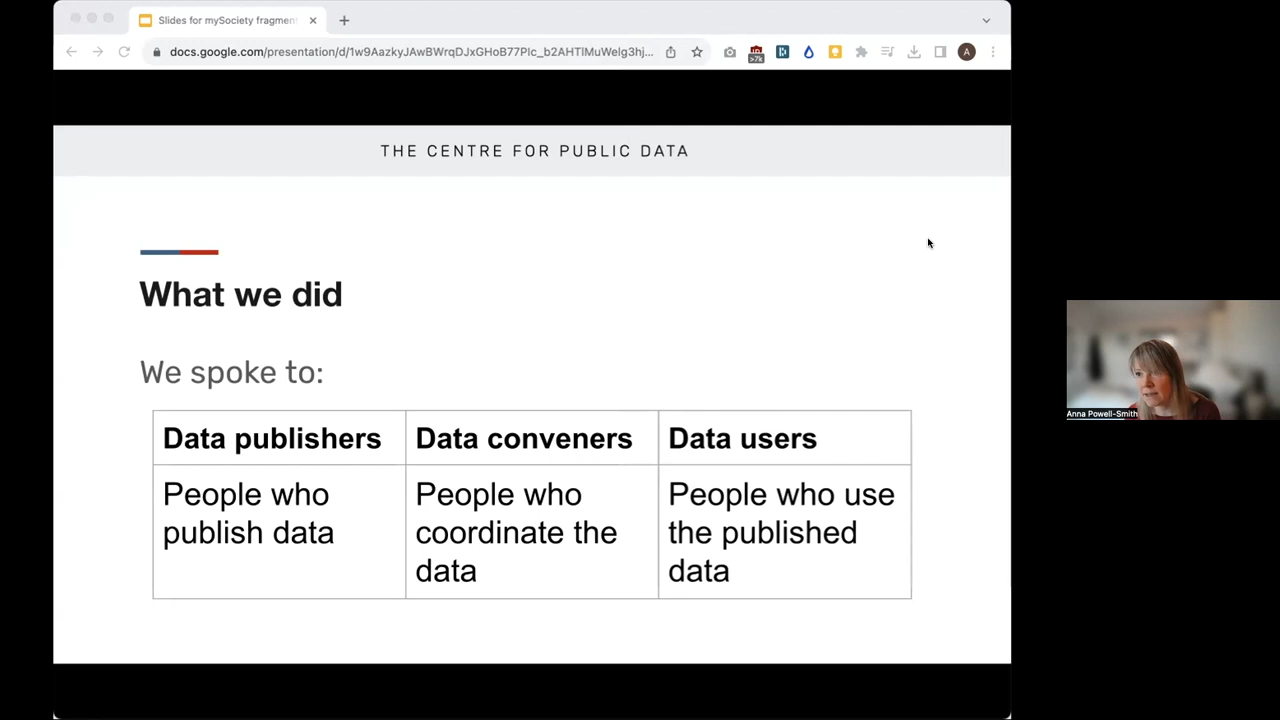 Slides for mySociety fragment
docs.google.com/presentation/d/1w9AazkyJAwBWrqDJxGHoB77Plc_b2AHTlMuWelg3hj...
>7k
A
THE CENTRE FOR PUBLIC DATA
What we did
We spoke to:
Data publishers
Data conveners
Data users
People who
publish data
People who
coordinate the
data
People who use
the published
data
Anna Powell-Smith